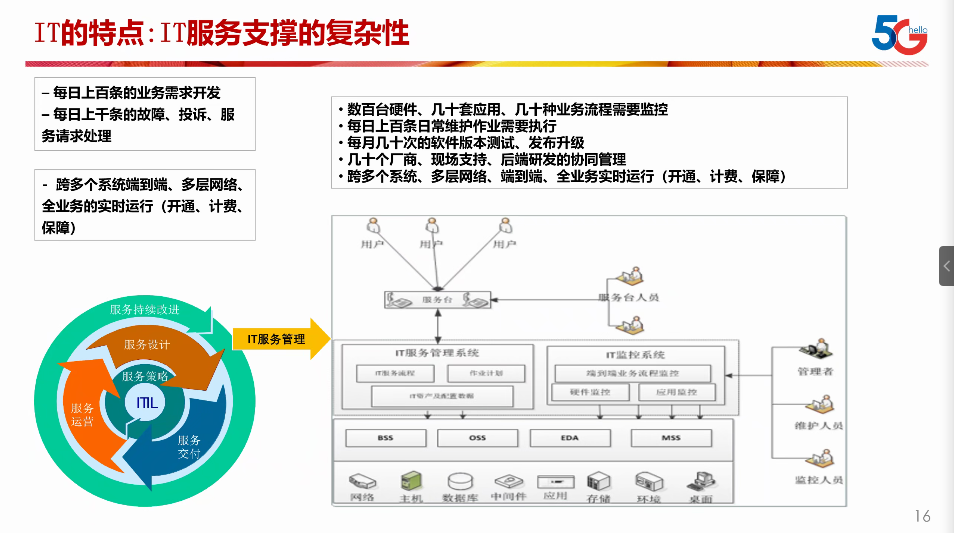 IT的特点:IT服务支撑的复杂性
5G
hello
– 每日上百条的业务需求开发
– 每日上千条的故障、投诉、服
务请求处理
- 跨多个系统端到端、多层网络、
全业务的实时运行（开通、计费、
保障）
• 数百台硬件、几十套应用、几十种业务流程需要监控
• 每日上百条日常维护作业需要执行
• 每月几十次的软件版本测试、发布升级
• 几十个厂商、现场支持、后端研发的协同管理
• 跨多个系统、多层网络、端到端、全业务实时运行（开通、计费、保障）
服务持续改进
服务设计
服务策略
ITIL
服务
运营
服务
交付
IT服务管理
用户
用户
用户
服务台
服务台人员
IT服务管理系统
IT服务流程
作业计划
IT资产及配置数据
IT监控系统
端到端业务流程监控
硬件监控
应用监控
管理者
维护人员
监控人员
BSS
OSS
EDA
MSS
网络
主机
数据库
中间件
应用
存储
环境
桌面
16